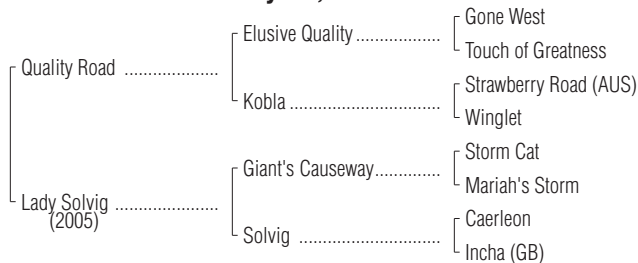 Gone West
Elusive Quality ..................
Touch of Greatness
Quality Road ....................
Strawberry Road (AUS)
Kobla ................................
Winglet
Storm Cat
Giant's Causeway..............
Mariah's Storm
Lady Solvig ......................
(2005)
Caerleon
Solvig ..............................
Incha (GB)